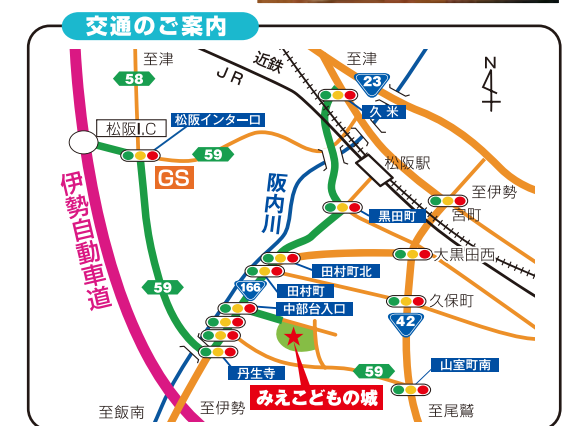 交通のご案内
至津
近鉄
至津
N
JR
58
23
松阪インター口
久米
松阪I.C
59
GS
松阪駅
伊勢自動車道
阪内川
至伊勢
黒田町
宮町
大黒田西
田村町北
59
166
田村町
久保町
中部台入口
42
山室町南
59
丹生寺
みえこどもの城
至飯南
至伊勢
至尾鷲